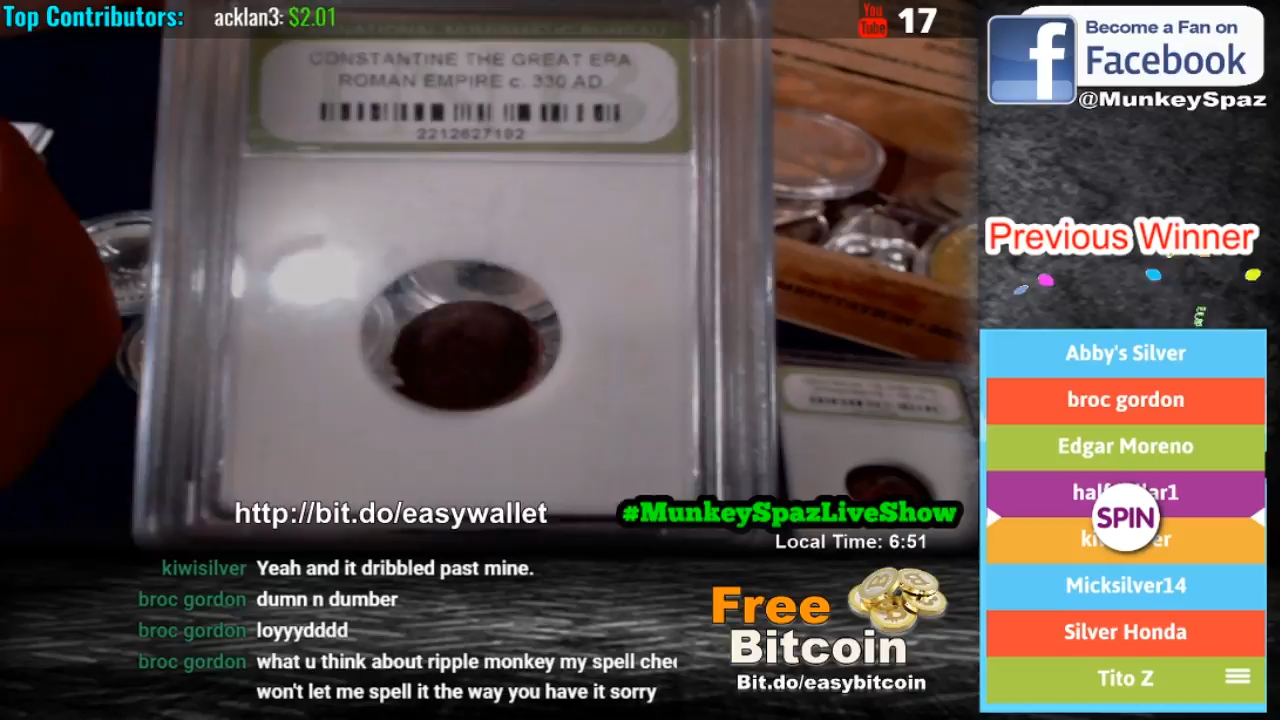 Top Contributors: acklan3: $2.01
You Tube 17
Become a Fan on
Facebook
@MunkeySpaz
CONSTANTINE THE GREAT ERA
ROMAN EMPIRE c. 330 AD
2212627192
Previous Winner
Abby's Silver
broc gordon
Edgar Moreno
SPIN
Micksilver14
Silver Honda
Tito Z
http://bit.do/easywallet
#MunkeySpazLiveShow
Local Time: 6:51
kiwisilver Yeah and it dribbled past mine.
broc gordon dumn n dumber
broc gordon loyyydddd
broc gordon what u think about ripple monkey my spell chec
won't let me spell it the way you have it sorry
Free
Bitcoin
Bit.do/easybitcoin